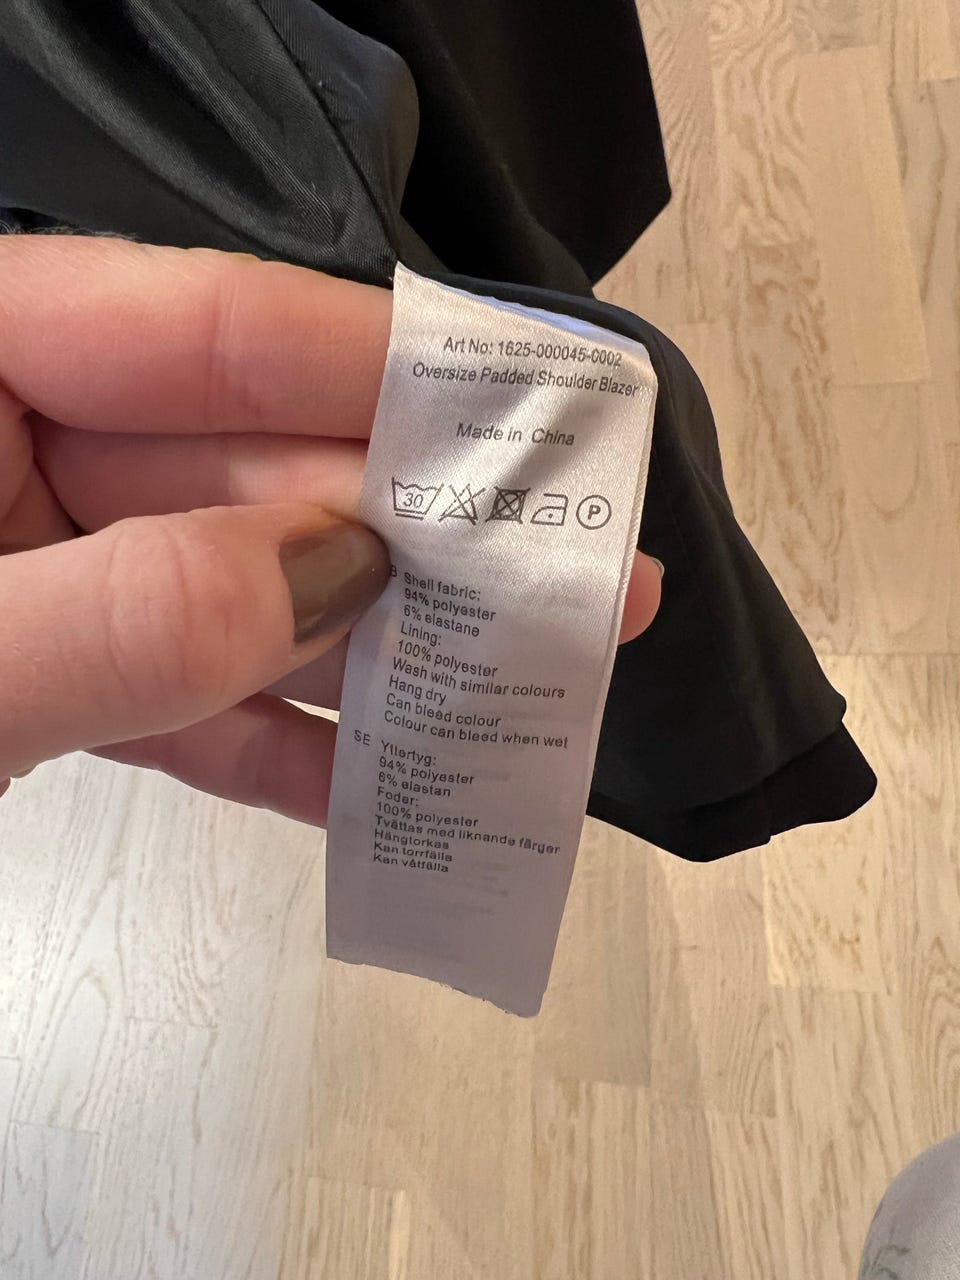 Art No: 1625-000045-0002
Oversize Padded Shoulder Blazer
Made in China
30
P
B Shell fabric:
94% polyester
6% elastane
Lining:
100% polyester
Wash with similar colours
Hang dry
Can bleed colour
Colour can bleed when wet
SE Yttertyg:
94% polyester
6% elastan
Foder:
100% polyester
Tvättas med liknande färger
Hängtorkas
Kan torrfälla
Kan våtfälla